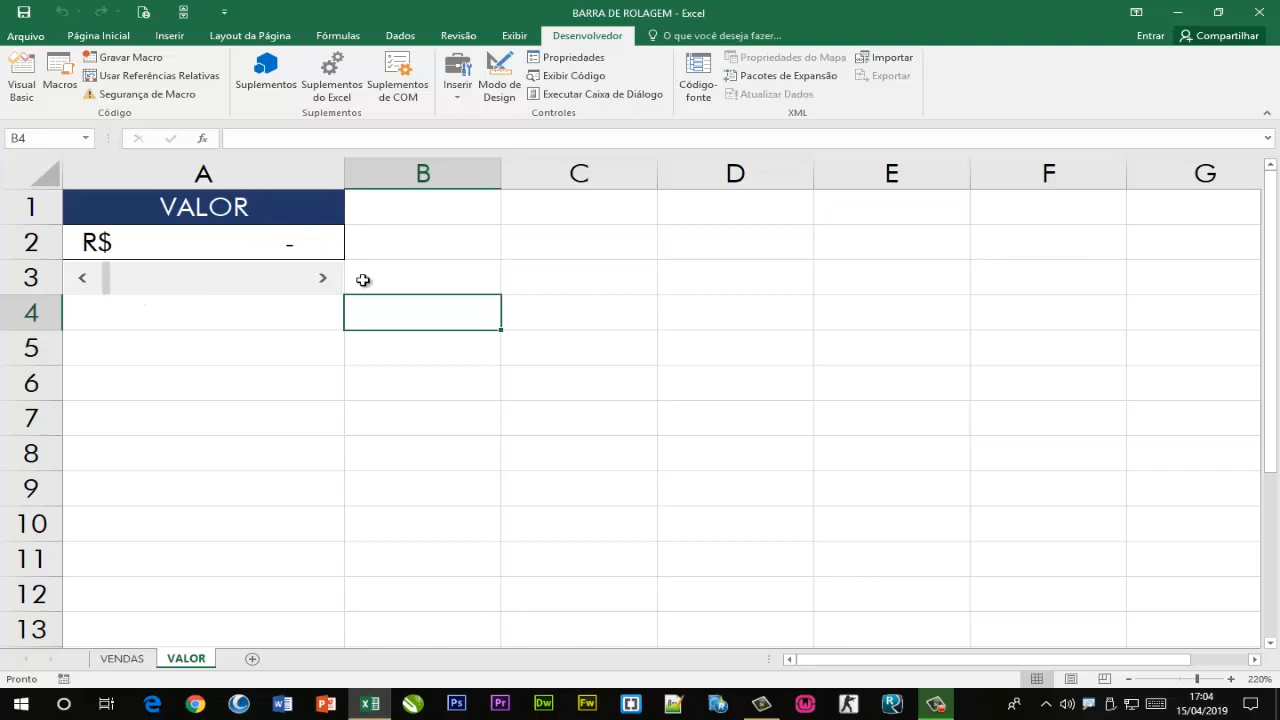 BARRA DE ROLAGEM - Excel
Arquivo Página Inicial Inserir Layout da Página Fórmulas Dados Revisão Exibir Desenvolvedor O que você deseja fazer... Entrar Compartilhar
Visual Basic
Macros
Gravar Macro
Usar Referências Relativas
Segurança de Macro
Código
Suplementos
Suplementos do Excel
Suplementos de COM
Suplementos
Inserir
Modo de Design
Propriedades
Exibir Código
Executar Caixa de Diálogo
Controles
Código-fonte
Propriedades do Mapa
Pacotes de Expansão
Atualizar Dados
Importar
Exportar
XML
B4 fx
A B C D E F G
1 VALOR
2 R$ -
3
4
5
6
7
8
9
10
11
12
13
VENDAS VALOR
Pronto 220%
17:04
15/04/2019